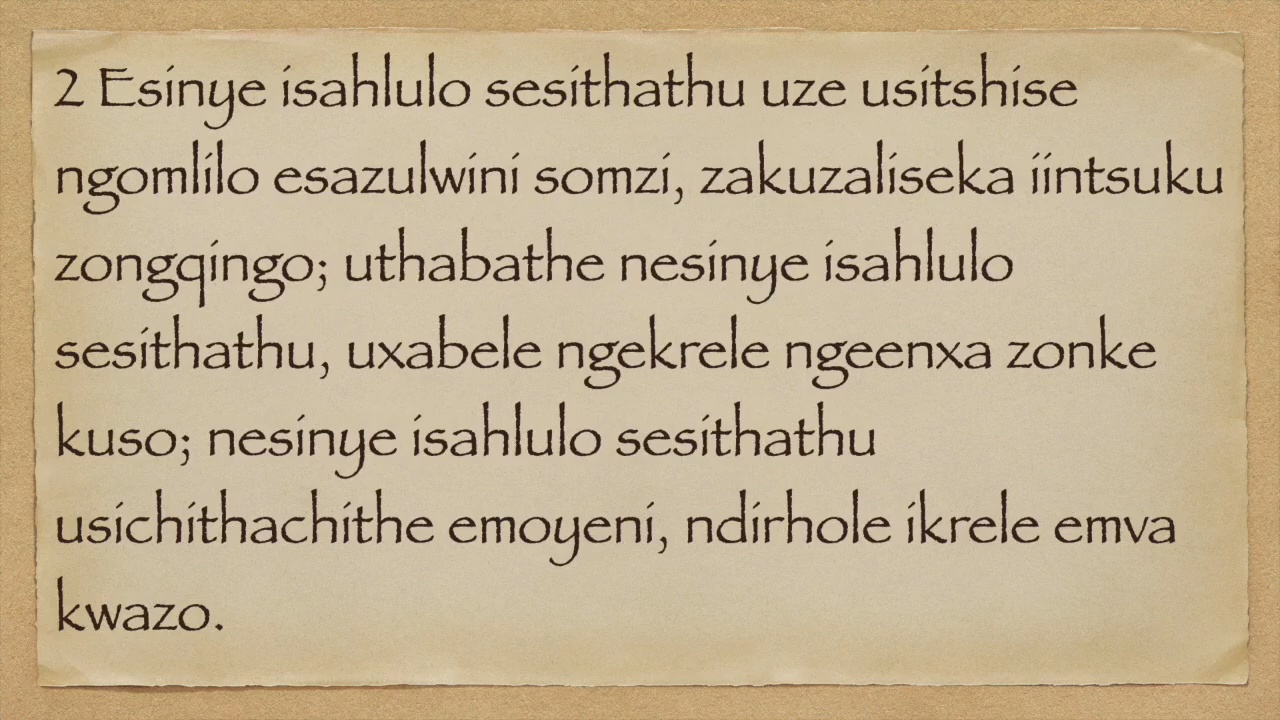 2 Esinye isahlulo sesithathu uze usitshise
ngomlilo esazulwini somzi, zakuzaliseka iintsuku
zongqingo; uthabathe nesinye isahlulo
sesithathu, uxabele ngekrele ngeenxa zonke
kuso; nesinye isahlulo sesithathu
usichithachithe emoyeni, ndirhole ikrele emva
kwazo.